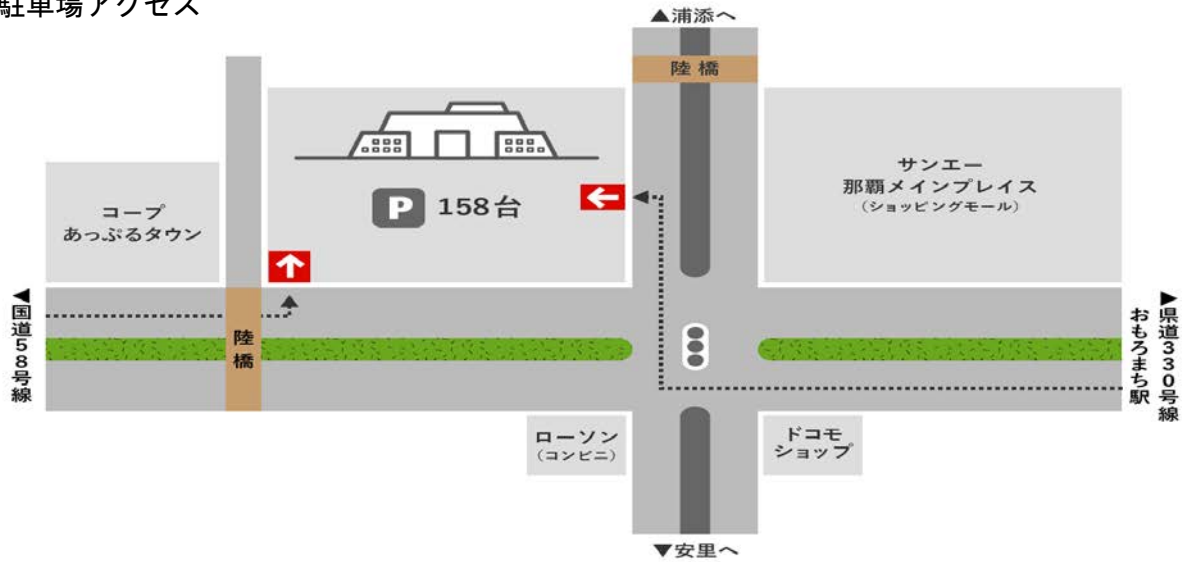 駐車場アクセス
▲浦添へ
陸橋
サンエー
那覇メインプレイス
（ショッピングモール）
P 158台
コープ
あっぷるタウン
◀国道58号線
陸橋
▶県道330号線
おもろまち駅
ローソン
（コンビニ）
ドコモ
ショップ
▼安里へ